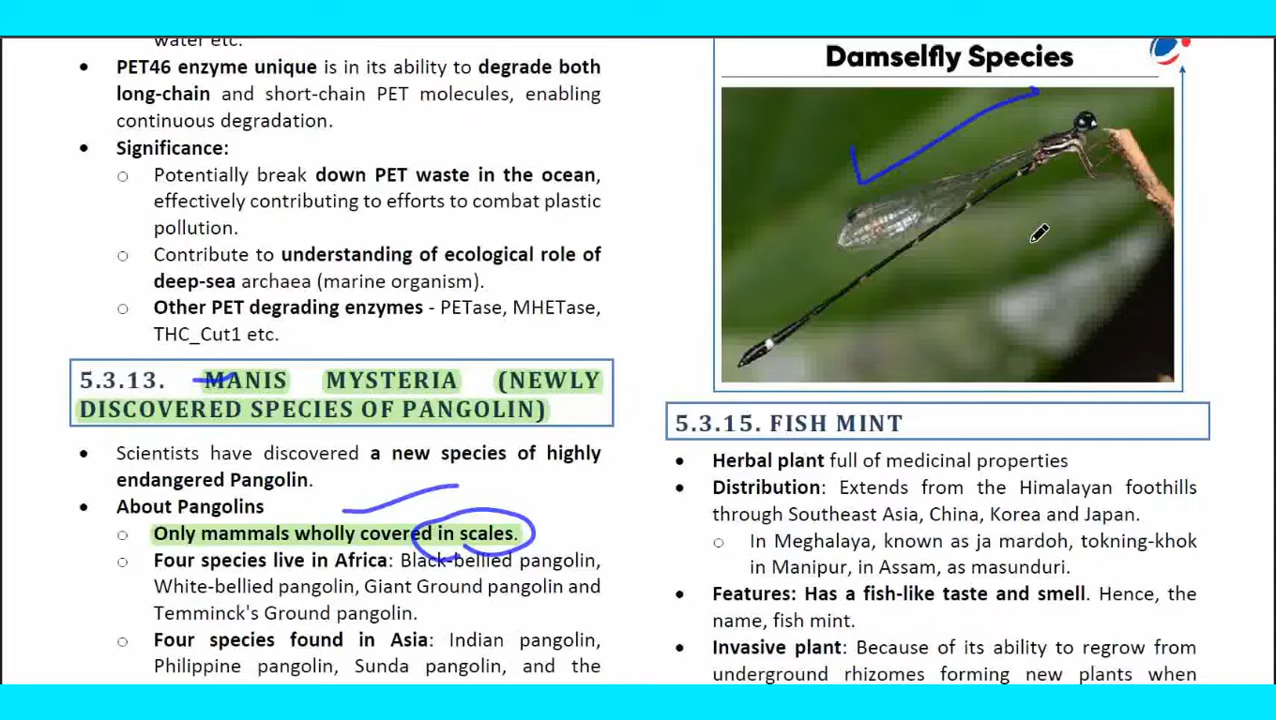 water etc.
• PET46 enzyme unique is in its ability to degrade both
long-chain and short-chain PET molecules, enabling
continuous degradation.
• Significance:
○ Potentially break down PET waste in the ocean,
effectively contributing to efforts to combat plastic
pollution.
○ Contribute to understanding of ecological role of
deep-sea archaea (marine organism).
○ Other PET degrading enzymes - PETase, MHETase,
THC_Cut1 etc.
5.3.13. MANIS MYSTERIA (NEWLY
DISCOVERED SPECIES OF PANGOLIN)
• Scientists have discovered a new species of highly
endangered Pangolin.
• About Pangolins
○ Only mammals wholly covered in scales.
○ Four species live in Africa: Black-bellied pangolin,
White-bellied pangolin, Giant Ground pangolin and
Temminck's Ground pangolin.
○ Four species found in Asia: Indian pangolin,
Philippine pangolin, Sunda pangolin, and the
Damselfly Species
5.3.15. FISH MINT
• Herbal plant full of medicinal properties
• Distribution: Extends from the Himalayan foothills
through Southeast Asia, China, Korea and Japan.
○ In Meghalaya, known as ja mardoh, tokning-khok
in Manipur, in Assam, as masunduri.
• Features: Has a fish-like taste and smell. Hence, the
name, fish mint.
• Invasive plant: Because of its ability to regrow from
underground rhizomes forming new plants when